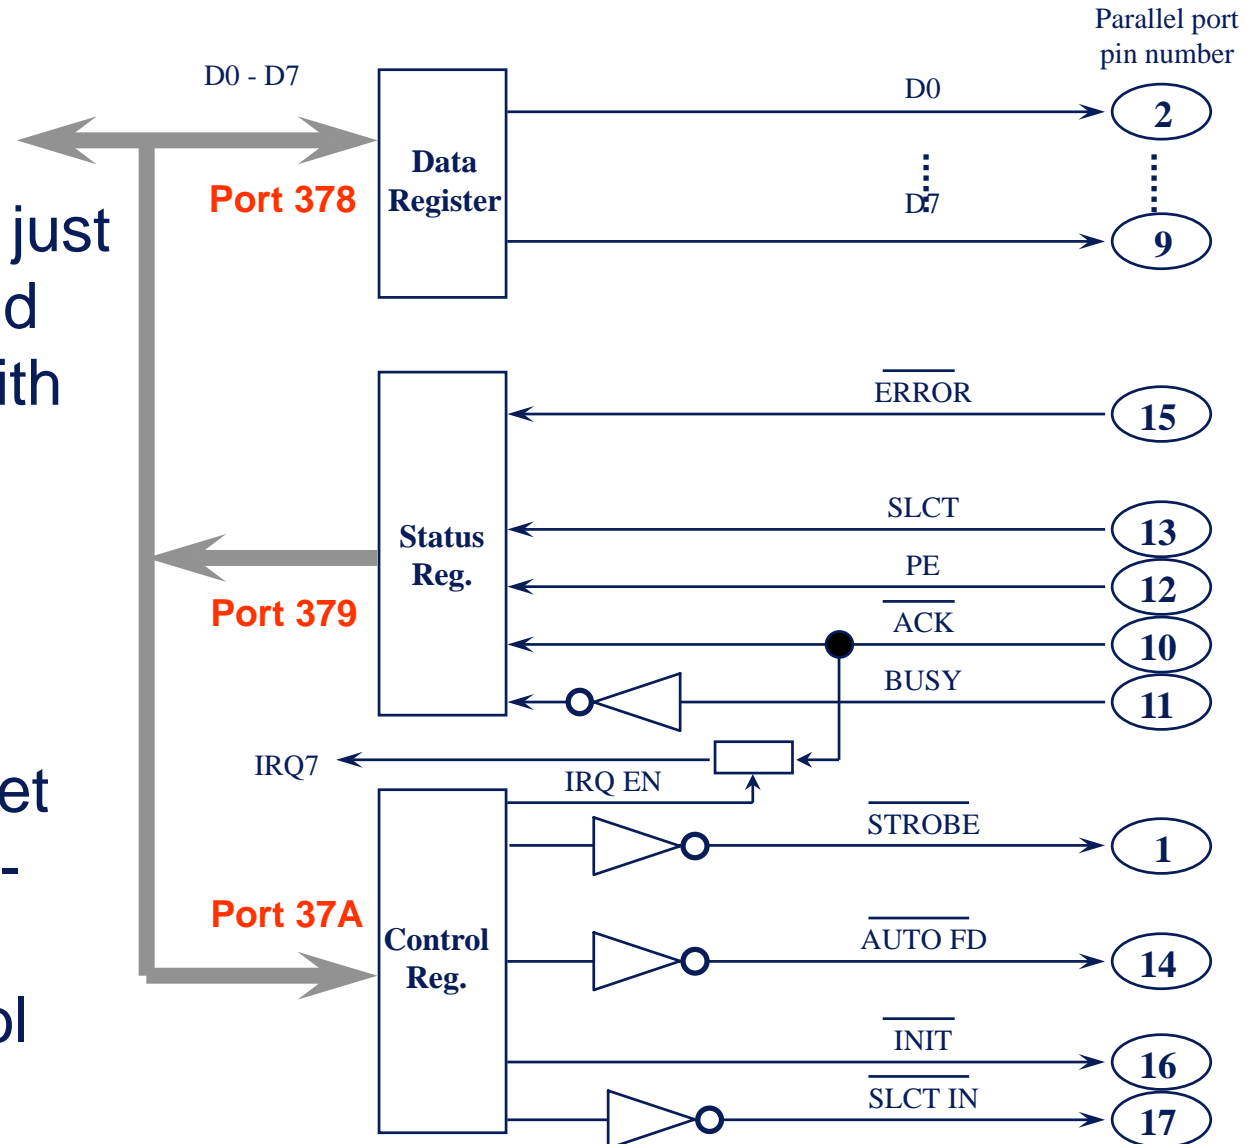 Parallel port
pin number
D0 - D7
D0
2
Data
Register
Port 378
D7
9
just
d
ith
ERROR
15
SLCT
13
Status
Reg.
PE
12
Port 379
ACK
10
BUSY
11
IRQ7
IRQ EN
et
-
STROBE
1
Port 37A
Control
Reg.
AUTO FD
14
ol
INIT
16
SLCT IN
17